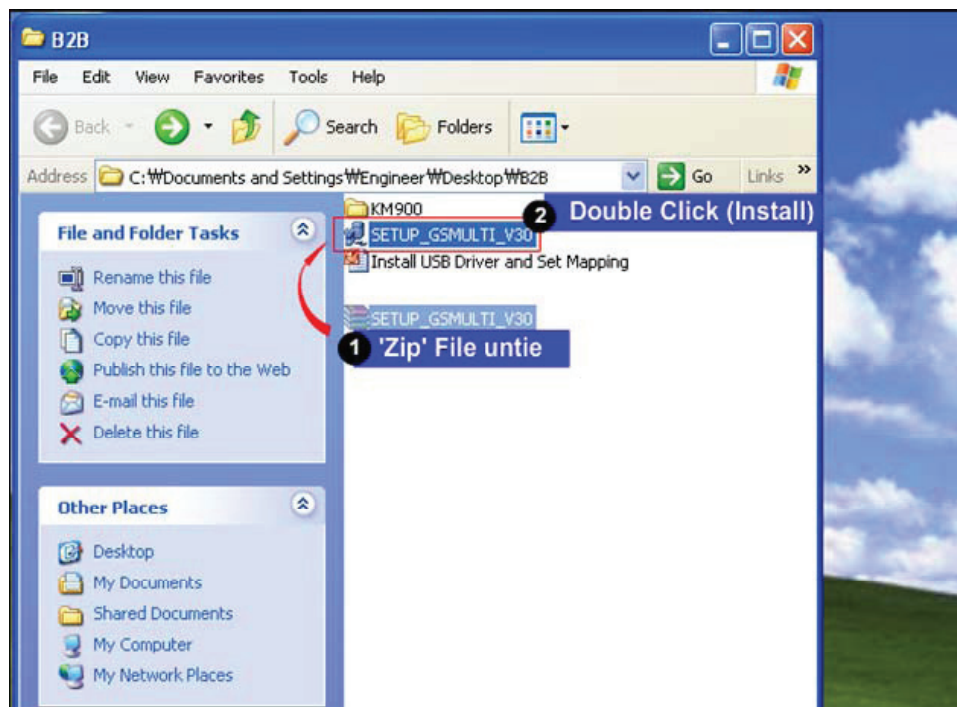 B2B
File Edit View Favorites Tools Help
Back Search Folders
Address C:₩Documents and Settings₩Engineer₩Desktop₩B2B Go Links »
File and Folder Tasks
Rename this file
Move this file
Copy this file
Publish this file to the Web
E-mail this file
Delete this file
Other Places
Desktop
My Documents
Shared Documents
My Computer
My Network Places
KM900
2 Double Click (Install)
SETUP_GSMULTI_V30
Install USB Driver and Set Mapping
SETUP_GSMULTI_V30
1 'Zip' File untie